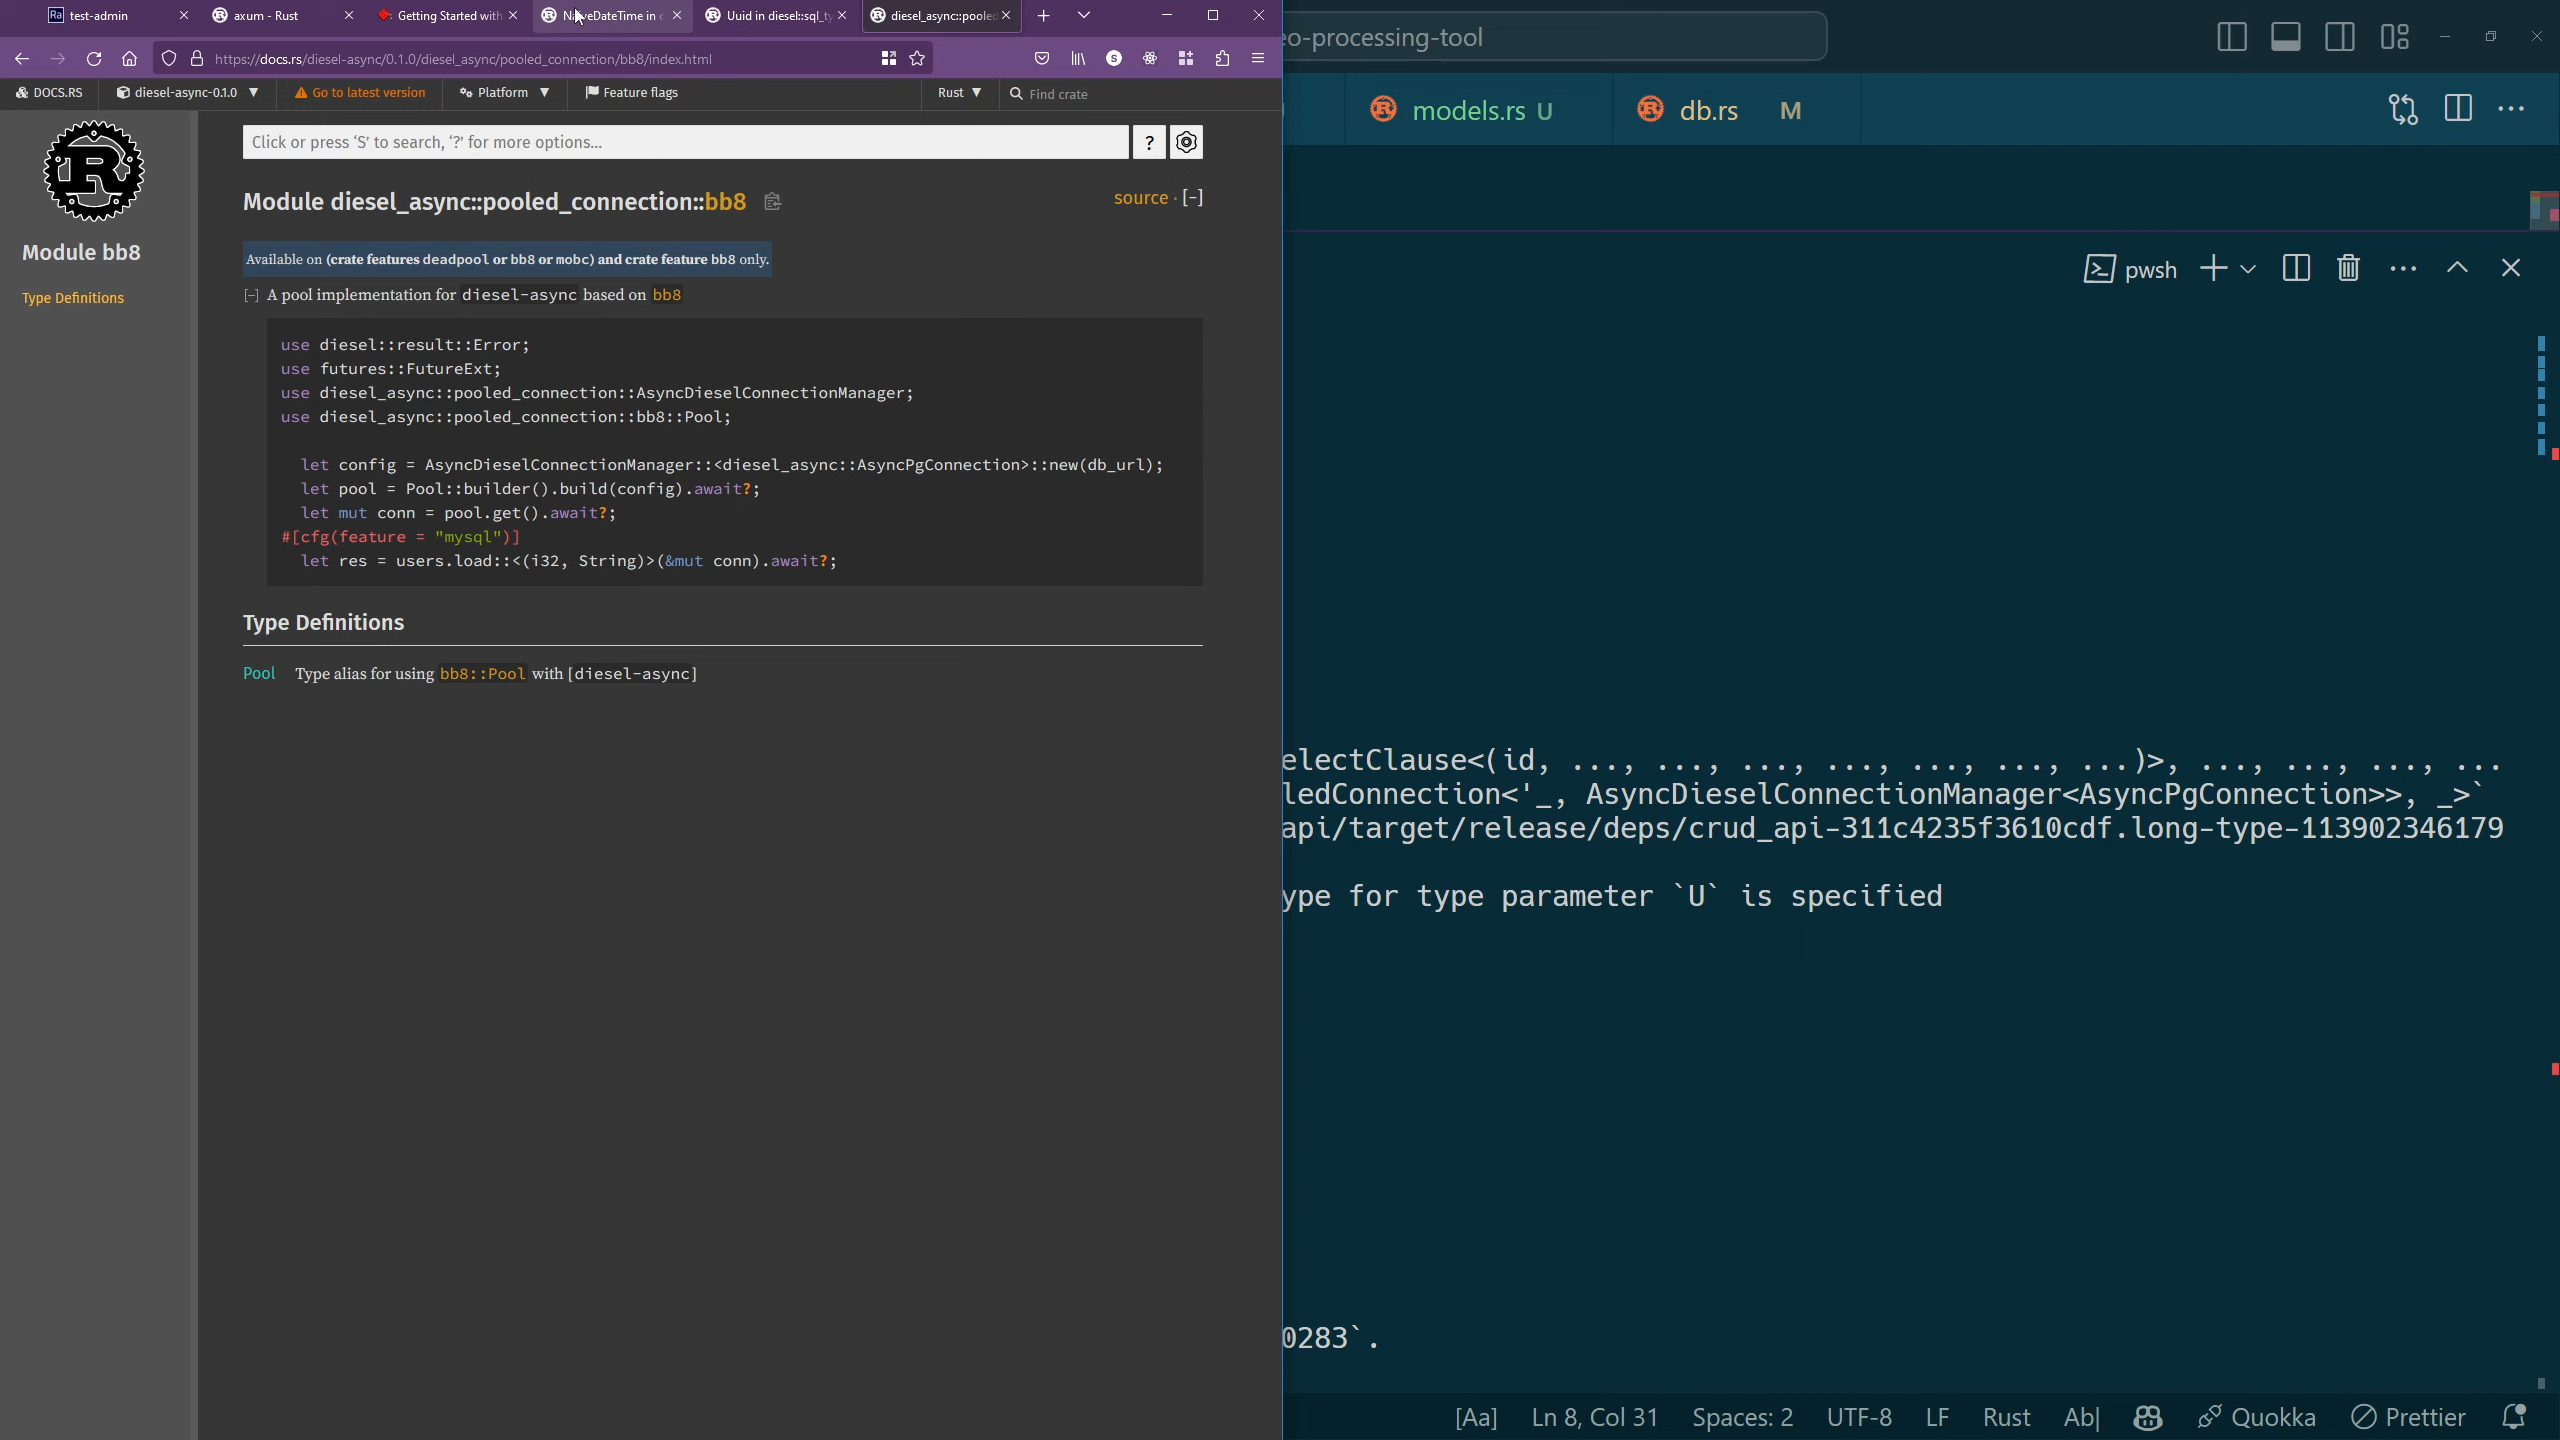 test-admin
axum - Rust
Getting Started with
DateTime in
Uuid in diesel::sql_ty
diesel_async::pooled
https://docs.rs/diesel-async/0.1.0/diesel_async/pooled_connection/bb8/index.html
DOCS.RS
diesel-async-0.1.0
Go to latest version
Platform
Feature flags
Rust
Find crate
Click or press ‘S’ to search, ‘?’ for more options...
?
Module diesel_async::pooled_connection::bb8
source · [-]
Module bb8
Type Definitions
Available on (crate features deadpool or bb8 or mobc) and crate feature bb8 only.
[-] A pool implementation for diesel-async based on bb8
use diesel::result::Error;
use futures::FutureExt;
use diesel_async::pooled_connection::AsyncDieselConnectionManager;
use diesel_async::pooled_connection::bb8::Pool;
let config = AsyncDieselConnectionManager::<diesel_async::AsyncPgConnection>::new(db_url);
let pool = Pool::builder().build(config).await?;
let mut conn = pool.get().await?;
#[cfg(feature = "mysql")]
let res = users.load::<(i32, String)>(&mut conn).await?;
Type Definitions
Pool Type alias for using bb8::Pool with [diesel-async]
eo-processing-tool
models.rs U
db.rs M
pwsh
electClause<(id, ..., ..., ..., ..., ..., ..., ...)>, ..., ..., ..., ...
ledConnection<'_, AsyncDieselConnectionManager<AsyncPgConnection>>, _>`
api/target/release/deps/crud_api-311c4235f3610cdf.long-type-113902346179
ype for type parameter `U` is specified
0283`.
[Aa]
Ln 8, Col 31
Spaces: 2
UTF-8
LF
Rust
Ab|
Quokka
Prettier